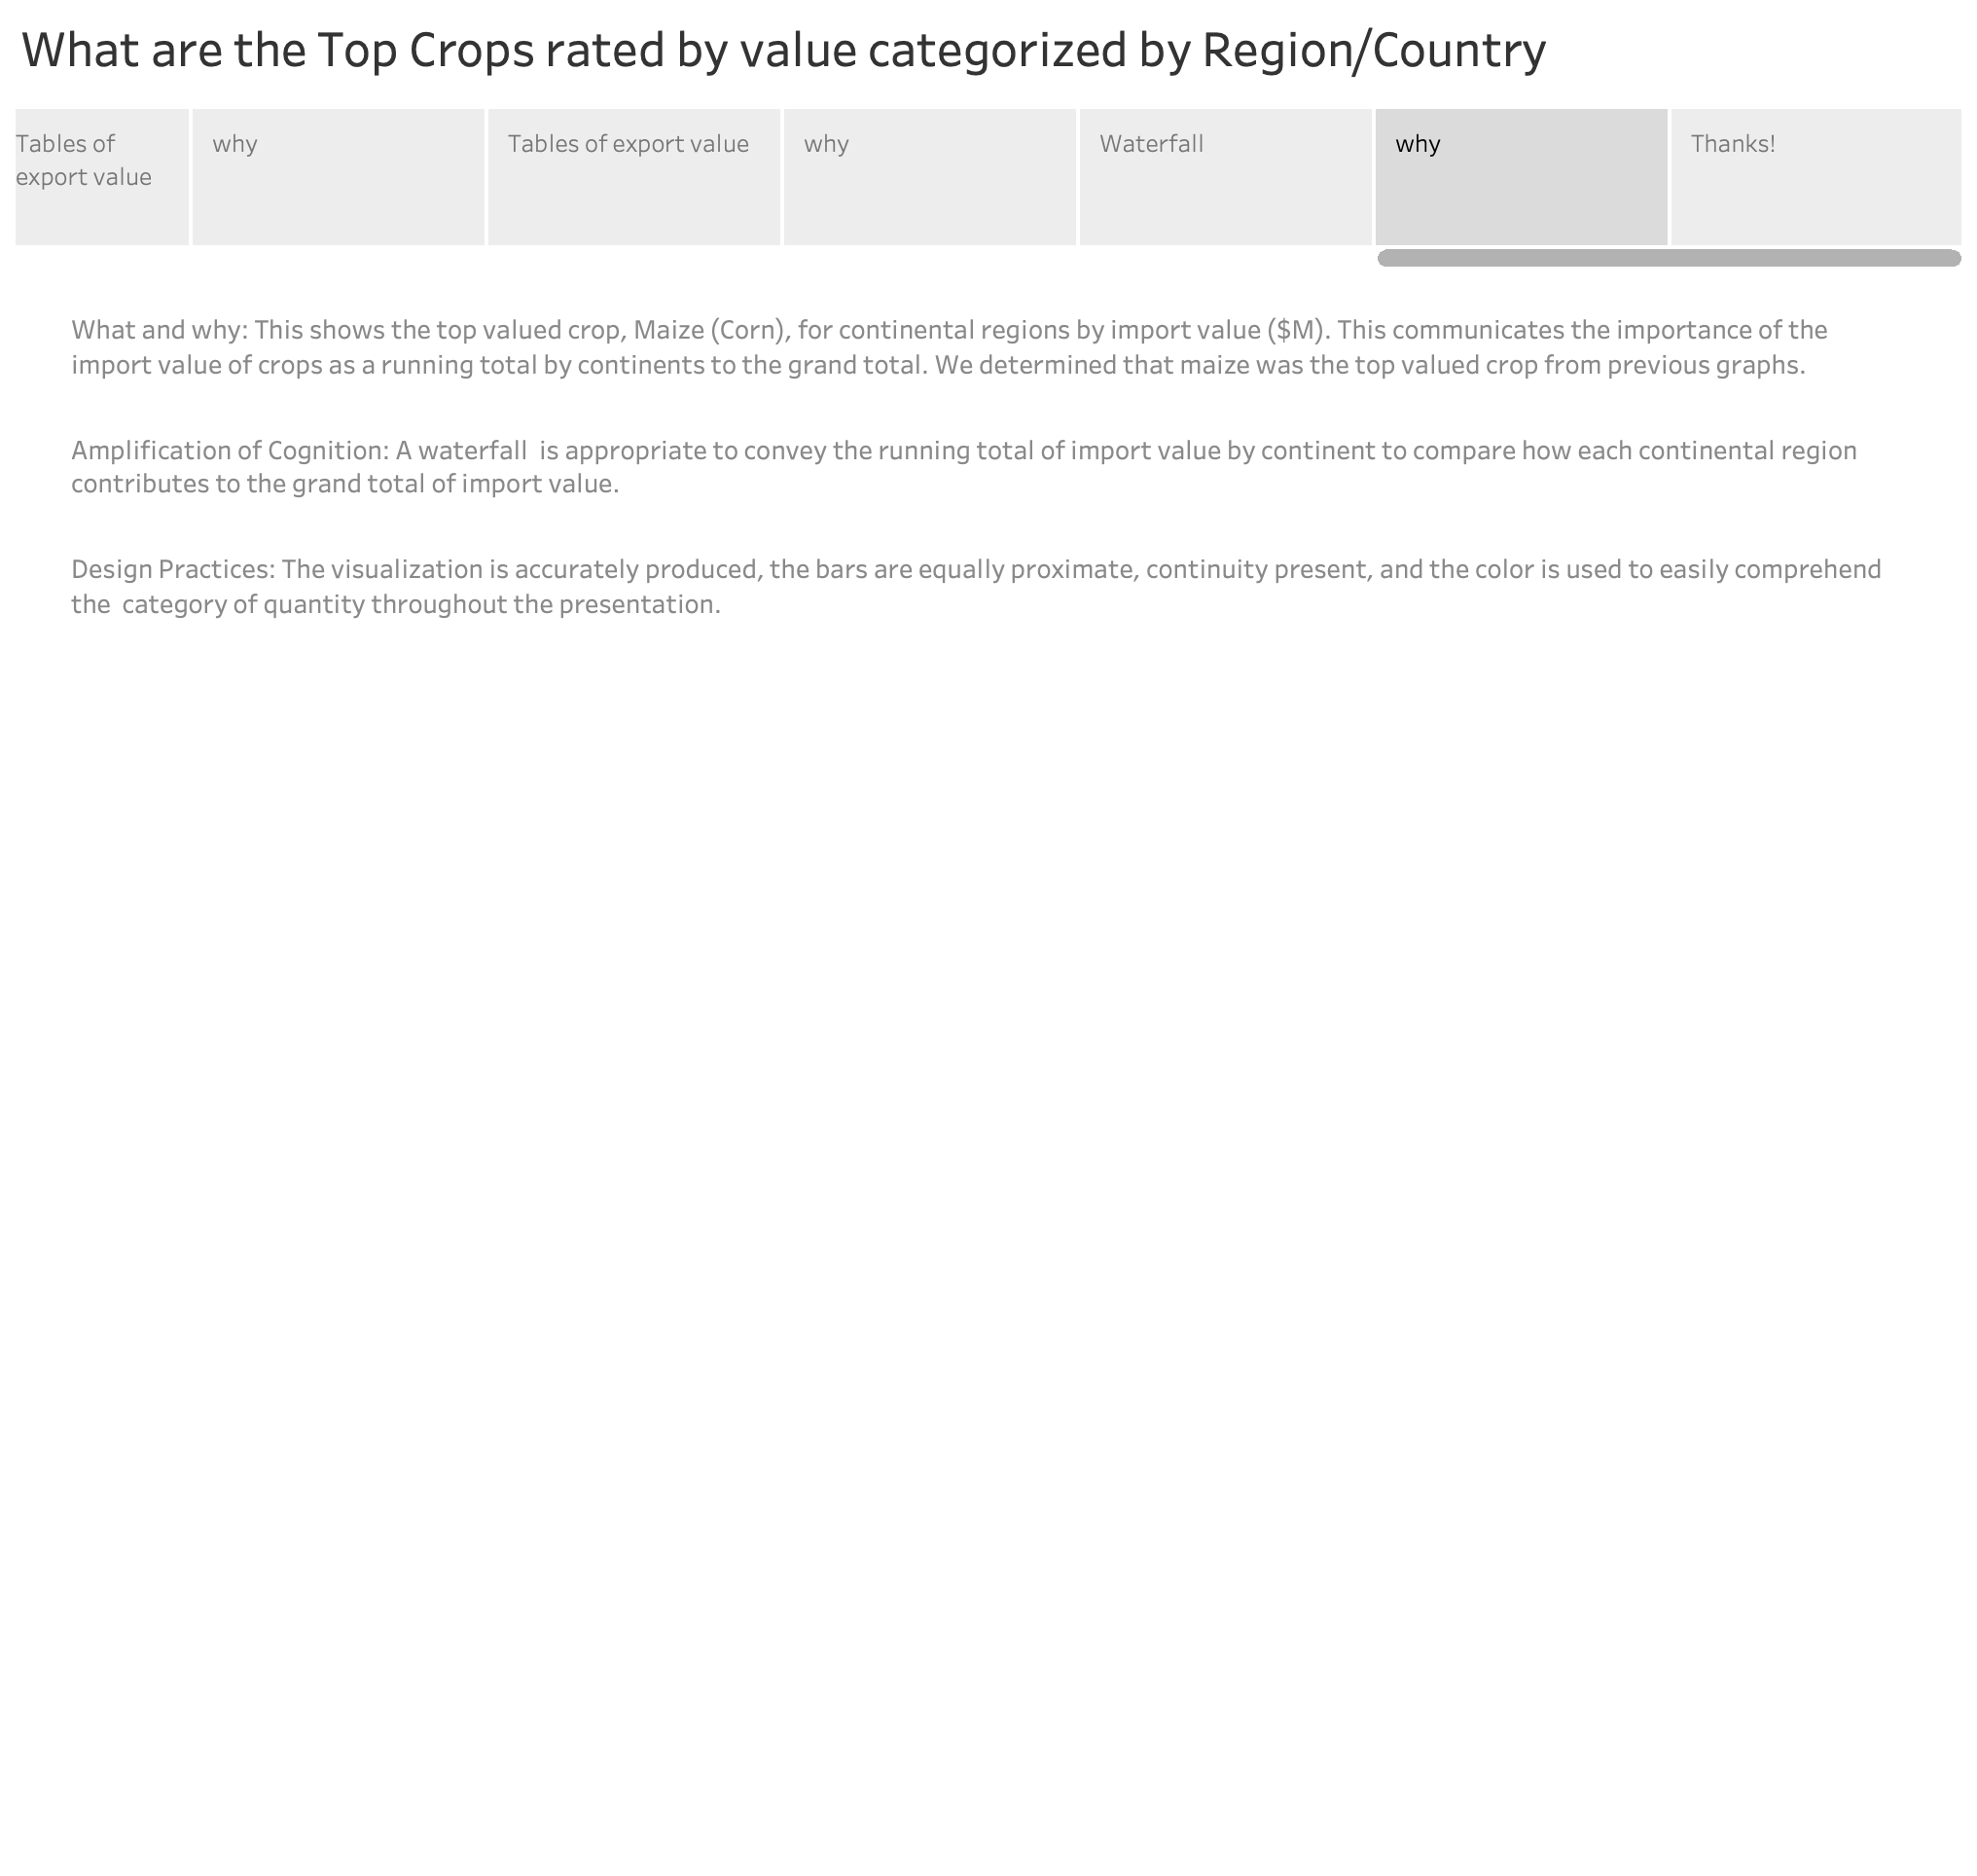 What are the Top Crops rated by value categorized by Region/Country
Tables of
export value
why
Tables of export value
why
Waterfall
why
Thanks!
What and why: This shows the top valued crop, Maize (Corn), for continental regions by import value ($M). This communicates the importance of the
import value of crops as a running total by continents to the grand total. We determined that maize was the top valued crop from previous graphs.
Amplification of Cognition: A waterfall  is appropriate to convey the running total of import value by continent to compare how each continental region
contributes to the grand total of import value.
Design Practices: The visualization is accurately produced, the bars are equally proximate, continuity present, and the color is used to easily comprehend
the  category of quantity throughout the presentation.